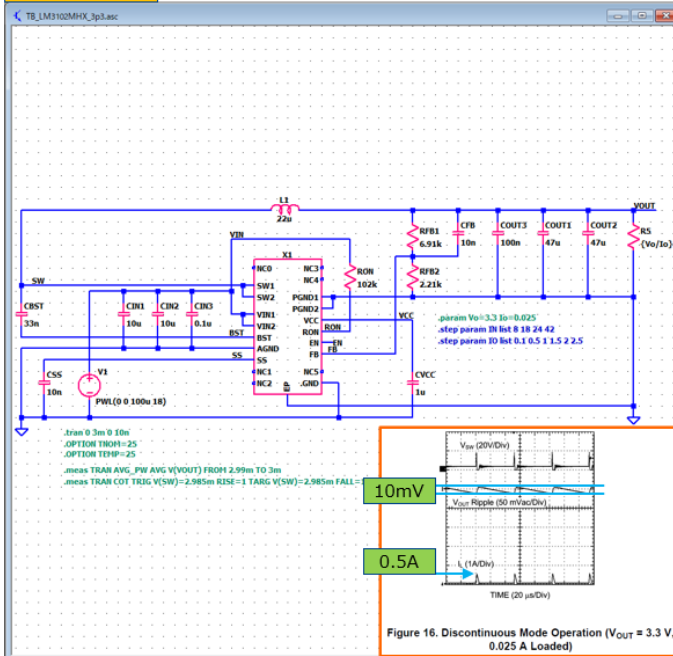 TB_LM3102MHX_3p3.asc
L1
22u
VOUT
VIN
RFB1
6.91k
CFB
10n
COUT3
100n
COUT1
47u
COUT2
47u
R5
{Vo/Io}
X1
NC0
NC3
NC4
RON
102k
RFB2
2.21k
SW
SW1
SW2
PGND1
PGND2
CBST
33n
CIN1
10u
CIN2
10u
CIN3
0.1u
VIN1
VIN2
VCC
VCC
RON
RON
.param Vo=3.3 Io=0.025
BST
BST
EN
EN
.step param IN list 8 18 24 42
AGND
FB
FB
.step param IO list 0.1 0.5 1 1.5 2 2.5
SS
SS
CSS
10n
V1
NC1
NC5
NC2
EP
.GND
CVCC
1u
PWL(0 0 100u 18)
.tran 0 3m 0 10n
.OPTION TNOM=25
.OPTION TEMP=25
.meas TRAN AVG_PW AVG V(VOUT) FROM 2.99m TO 3m
.meas TRAN COT TRIG V(SW)=2.985m RISE=1 TARG V(SW)=2.985m FALL=
VSW (20V/Div)
10mV
VOUT Ripple (50 mVac/Div)
0.5A
IL (1A/Div)
TIME (20 µs/Div)
Figure 16. Discontinuous Mode Operation (VOUT = 3.3 V,
0.025 A Loaded)